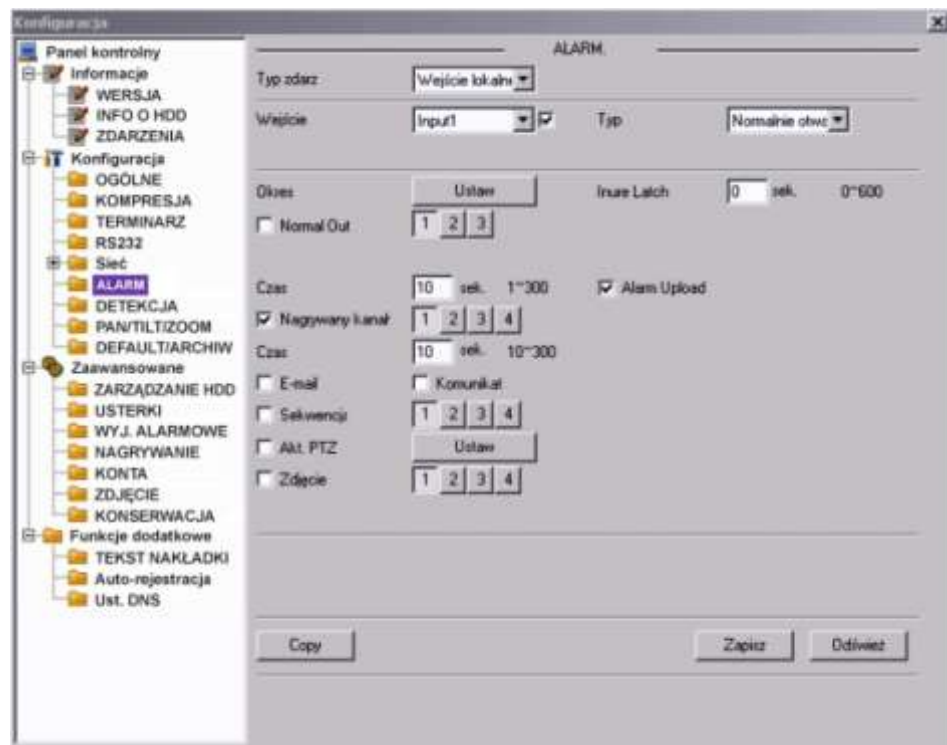 Konfiguracja
Panel kontrolny
Informacje
WERSJA
INFO O HDD
ZDARZENIA
Konfiguracja
OGÓLNE
KOMPRESJA
TERMINARZ
RS232
Sieć
ALARM
DETEKCJA
PAN/TILT/ZOOM
DEFAULT/ARCHIW
Zaawansowane
ZARZĄDZANIE HDD
USTERKI
WYJ. ALARMOWE
NAGRYWANIE
KONTA
ZDJĘCIE
KONSERWACJA
Funkcje dodatkowe
TEKST NAKŁADKI
Auto-rejestracja
Ust. DNS
ALARM.
Typ zdarz Wejście lokalne
Wejście Input1 Typ Normalnie otwa
Okres Ustaw Inure Latch 0 sek. 0~600
Normal Out 1 2 3
Czas 10 sek. 1~300 Alarm Upload
Nagrywany kanał 1 2 3 4
Czas 10 sek. 10~300
E-mail Komunikat
Sekwencji 1 2 3 4
Akt. PTZ Ustaw
Zdjęcie 1 2 3 4
Copy Zapisz Odśwież